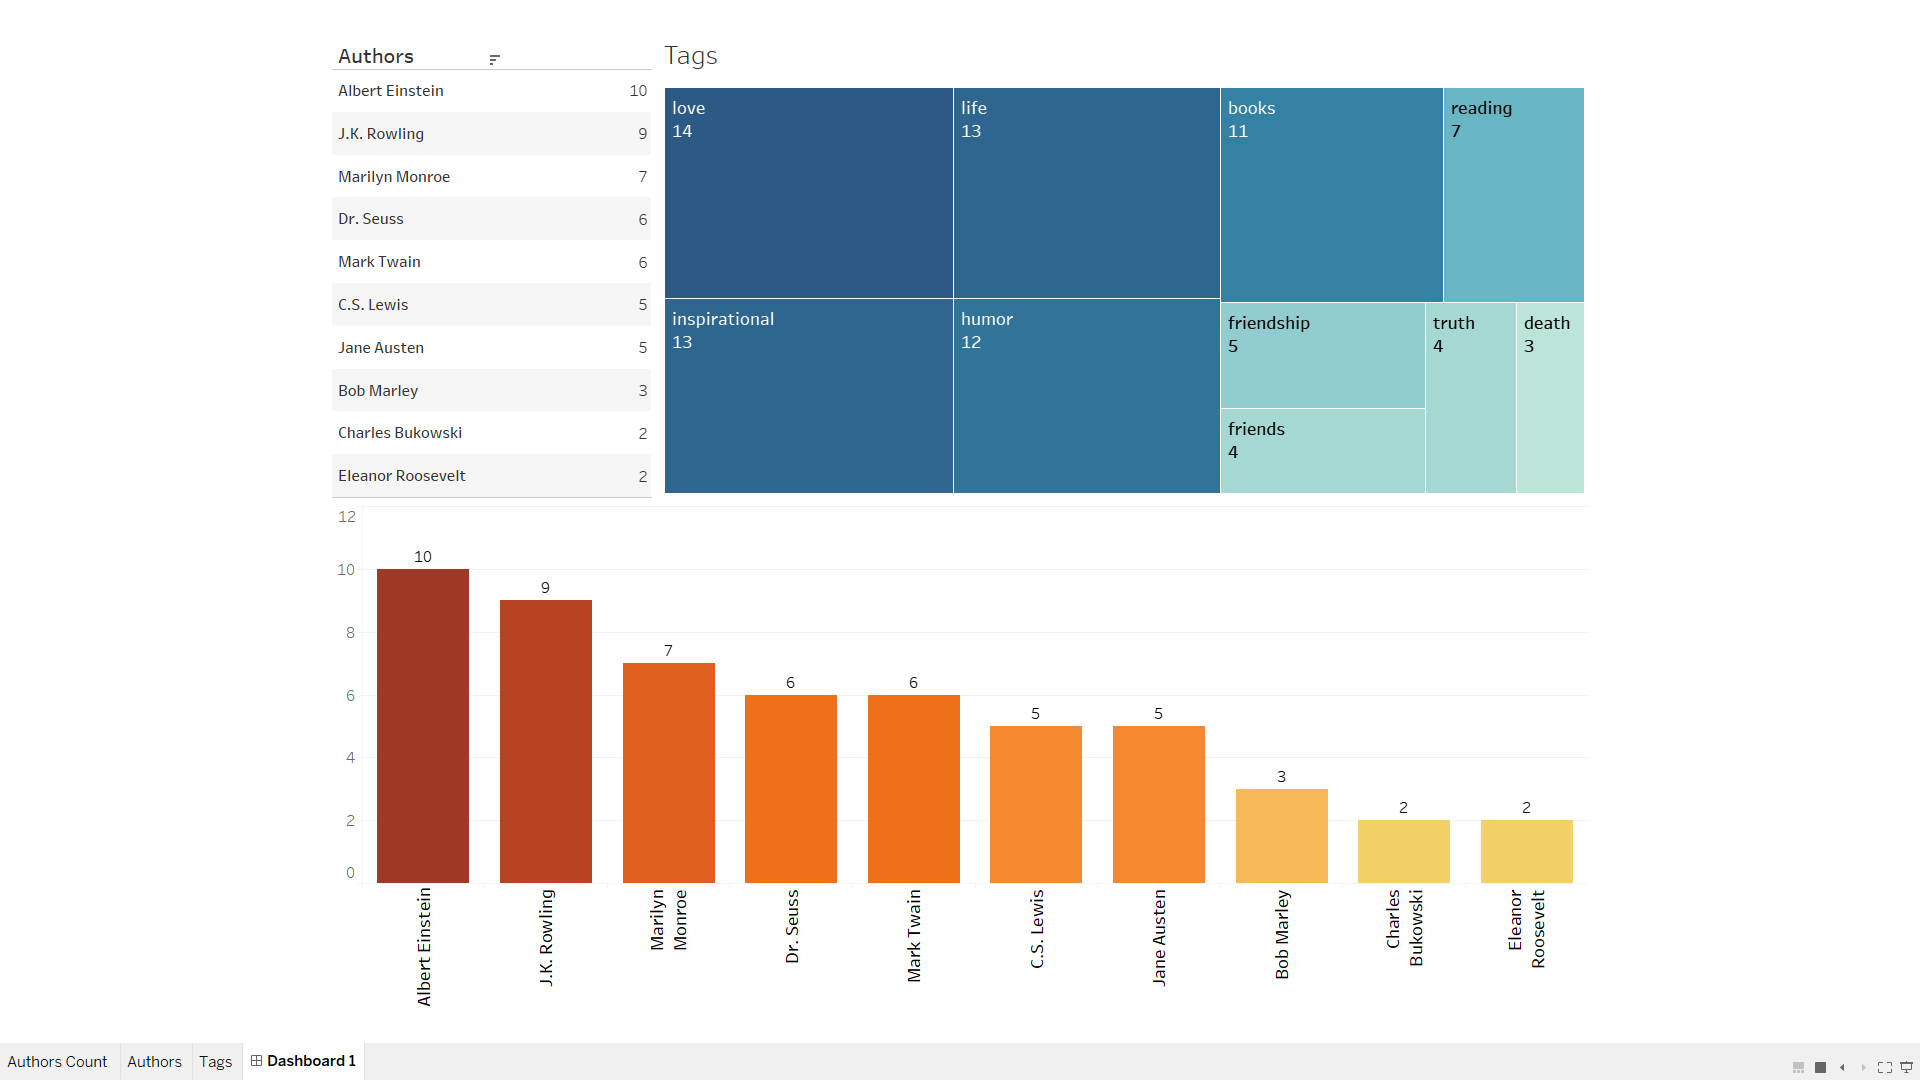 Authors
Albert Einstein 10
J.K. Rowling 9
Marilyn Monroe 7
Dr. Seuss 6
Mark Twain 6
C.S. Lewis 5
Jane Austen 5
Bob Marley 3
Charles Bukowski 2
Eleanor Roosevelt 2
Tags
love
14
life
13
books
11
reading
7
inspirational
13
humor
12
friendship
5
truth
4
death
3
friends
4
12
10
8
6
4
2
0
10
9
7
6
6
5
5
3
2
2
Albert Einstein
J.K. Rowling
Marilyn
Monroe
Dr. Seuss
Mark Twain
C.S. Lewis
Jane Austen
Bob Marley
Charles
Bukowski
Eleanor
Roosevelt
Authors Count
Authors
Tags
Dashboard 1